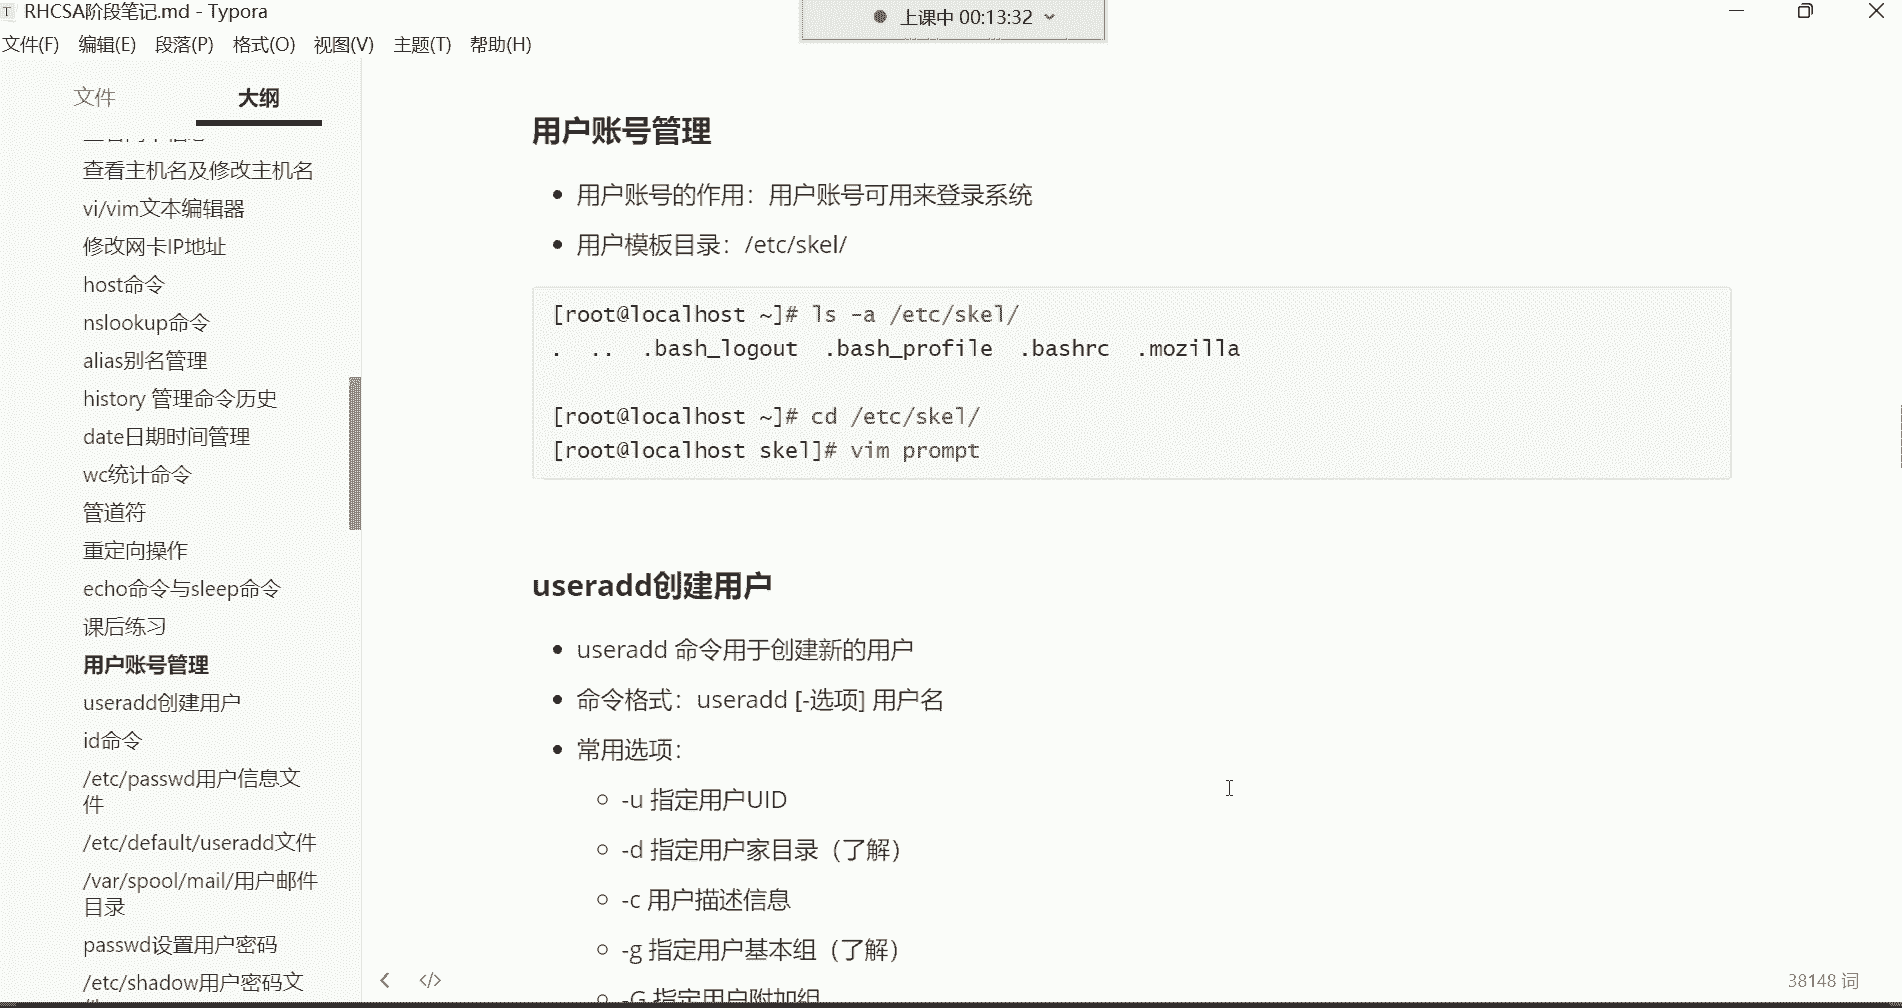 RHCSA阶段笔记.md - Typora
上课中 00:13:32
文件(F) 编辑(E) 段落(P) 格式(O) 视图(V) 主题(T) 帮助(H)
文件 大纲
查看主机名及修改主机名
vi/vim文本编辑器
修改网卡IP地址
host命令
nslookup命令
alias别名管理
history 管理命令历史
date日期时间管理
wc统计命令
管道符
重定向操作
echo命令与sleep命令
课后练习
用户账号管理
useradd创建用户
id命令
/etc/passwd用户信息文
件
/etc/default/useradd文件
/var/spool/mail/用户邮件
目录
passwd设置用户密码
/etc/shadow用户密码文
用户账号管理
用户账号的作用：用户账号可用来登录系统
用户模板目录：/etc/skel/
[root@localhost ~]# ls -a /etc/skel/
. .. .bash_logout .bash_profile .bashrc .mozilla
[root@localhost ~]# cd /etc/skel/
[root@localhost skel]# vim prompt
useradd创建用户
useradd 命令用于创建新的用户
命令格式：useradd [-选项] 用户名
常用选项：
-u 指定用户UID
-d 指定用户家目录（了解）
-c 用户描述信息
-g 指定用户基本组（了解）
-G 指定用户附加组
38148 词